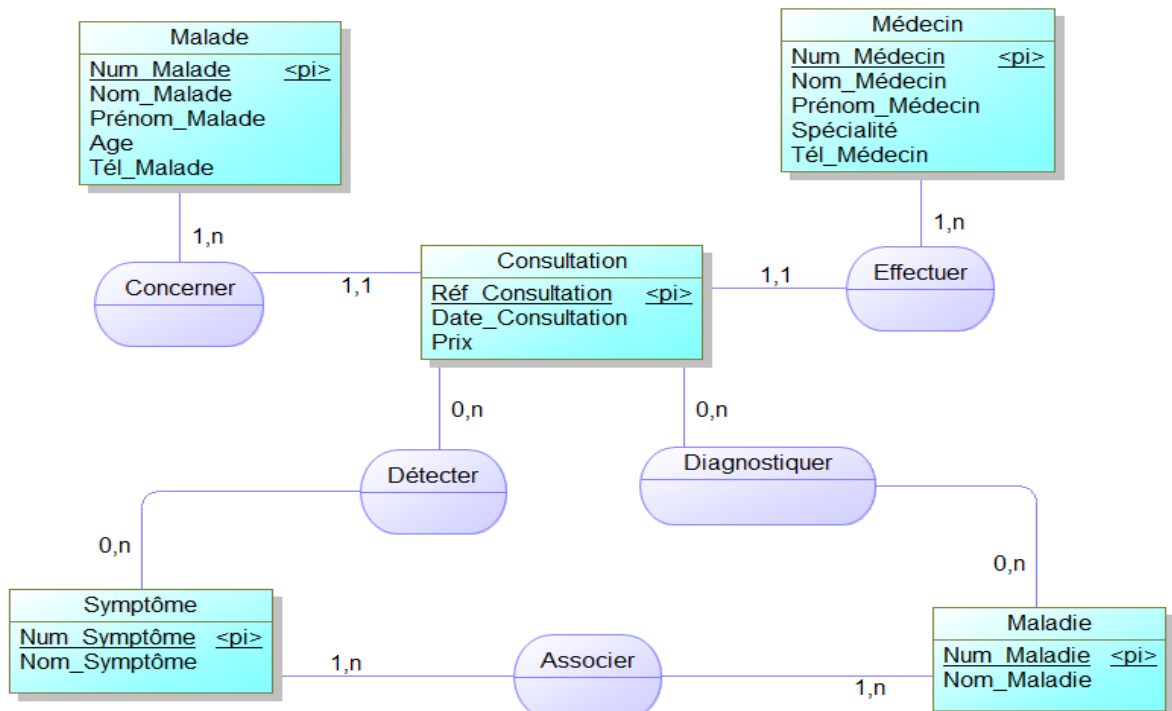 Malade
Num_Malade <pi>
Nom_Malade
Prénom_Malade
Age
Tél_Malade
Médecin
Num_Médecin <pi>
Nom_Médecin
Prénom_Médecin
Spécialité
Tél_Médecin
1,n
1,n
Concerner
1,1
Consultation
Réf_Consultation <pi>
Date_Consultation
Prix
1,1
Effectuer
0,n
0,n
Détecter
Diagnostiquer
0,n
0,n
Symptôme
Num_Symptôme <pi>
Nom_Symptôme
1,n
Associer
1,n
Maladie
Num_Maladie <pi>
Nom_Maladie